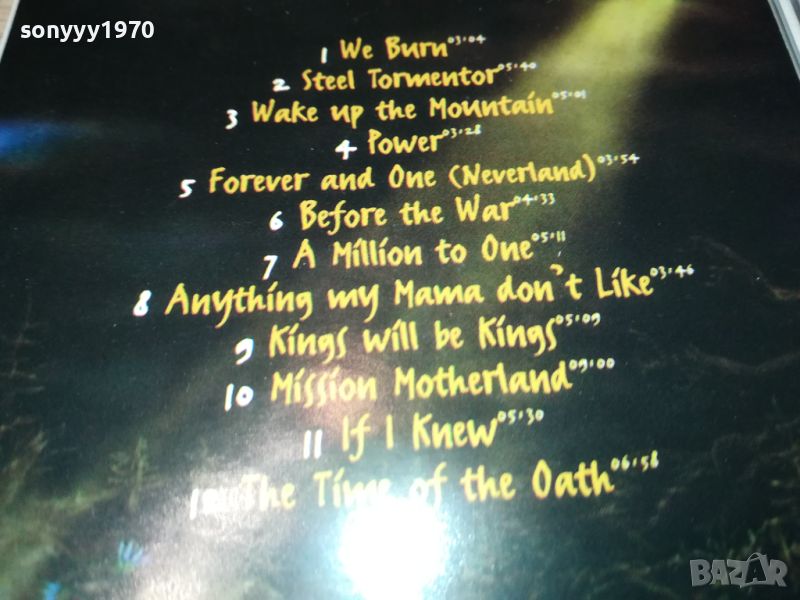 sonyyy1970
1 We Burn 03:04
2 Steel Tormentor 05:40
3 Wake up the Mountain 05:01
4 Power 03:28
5 Forever and One (Neverland) 03:54
6 Before the War 04:33
7 A Million to One 05:11
8 Anything my Mama don't Like 03:46
9 Kings will be Kings 05:09
10 Mission Motherland 09:00
11 If I Knew 05:30
12 The Time of the Oath 06:58
BAZAR